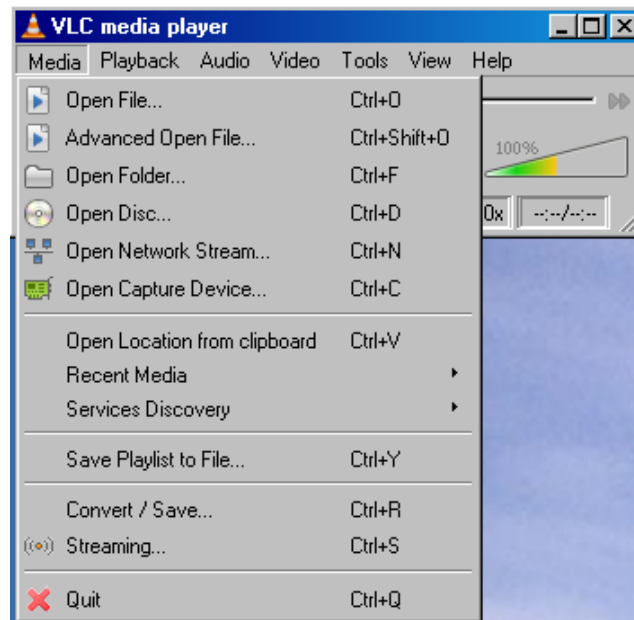 VLC media player
Media Playback Audio Video Tools View Help
Open File... Ctrl+O
Advanced Open File... Ctrl+Shift+O
100%
Open Folder... Ctrl+F
Open Disc... Ctrl+D
0x --:--/--:--
Open Network Stream... Ctrl+N
Open Capture Device... Ctrl+C
Open Location from clipboard Ctrl+V
Recent Media
Services Discovery
Save Playlist to File... Ctrl+Y
Convert / Save... Ctrl+R
Streaming... Ctrl+S
Quit Ctrl+Q